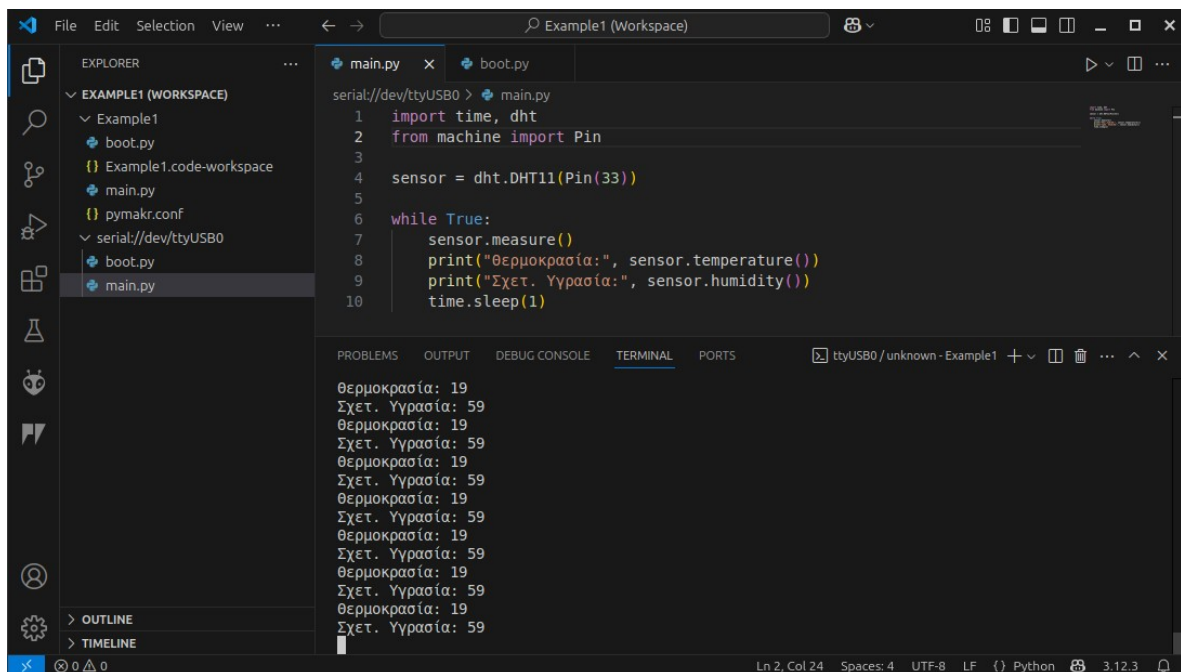 File Edit Selection View ···
Example1 (Workspace)
EXPLORER ···
EXAMPLE1 (WORKSPACE)
Example1
boot.py
{} Example1.code-workspace
main.py
{} pymakr.conf
serial://dev/ttyUSB0
boot.py
main.py
OUTLINE
TIMELINE
main.py
boot.py
serial://dev/ttyUSB0 > main.py
1 import time, dht
2 from machine import Pin
3
4 sensor = dht.DHT11(Pin(33))
5
6 while True:
7 sensor.measure()
8 print("Θερμοκρασία:", sensor.temperature())
9 print("Σχετ. Υγρασία:", sensor.humidity())
10 time.sleep(1)
PROBLEMS OUTPUT DEBUG CONSOLE TERMINAL PORTS
ttyUSB0 / unknown - Example1
Θερμοκρασία: 19
Σχετ. Υγρασία: 59
Θερμοκρασία: 19
Σχετ. Υγρασία: 59
Θερμοκρασία: 19
Σχετ. Υγρασία: 59
Θερμοκρασία: 19
Σχετ. Υγρασία: 59
Θερμοκρασία: 19
Σχετ. Υγρασία: 59
Θερμοκρασία: 19
Σχετ. Υγρασία: 59
Θερμοκρασία: 19
Σχετ. Υγρασία: 59
0 0
Ln 2, Col 24 Spaces: 4 UTF-8 LF {} Python 3.12.3